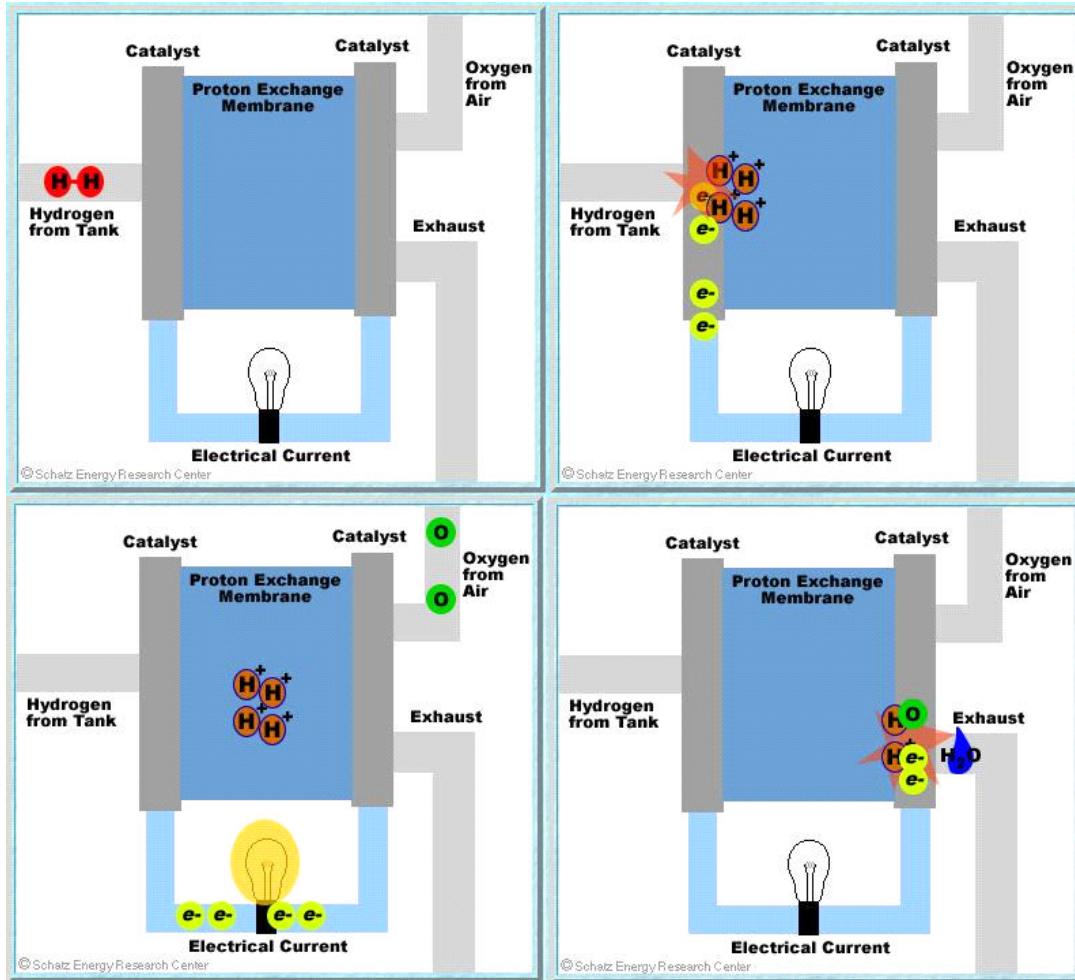 Catalyst
Catalyst
Proton Exchange
Membrane
Oxygen
from
Air
H-H
Hydrogen
from Tank
Exhaust
Electrical Current
© Schatz Energy Research Center
Catalyst
Catalyst
Proton Exchange
Membrane
Oxygen
from
Air
H+ H+
e- H+ H+
e-
Hydrogen
from Tank
Exhaust
e-
e-
Electrical Current
© Schatz Energy Research Center
Catalyst
Catalyst
O
Proton Exchange
Membrane
Oxygen
from
Air
O
H+ H+
H+ H+
Hydrogen
from Tank
Exhaust
e- e- e- e-
Electrical Current
© Schatz Energy Research Center
Catalyst
Catalyst
Proton Exchange
Membrane
Oxygen
from
Air
Hydrogen
from Tank
H O
Exhaust
H+ e- H₂O
e-
Electrical Current
© Schatz Energy Research Center